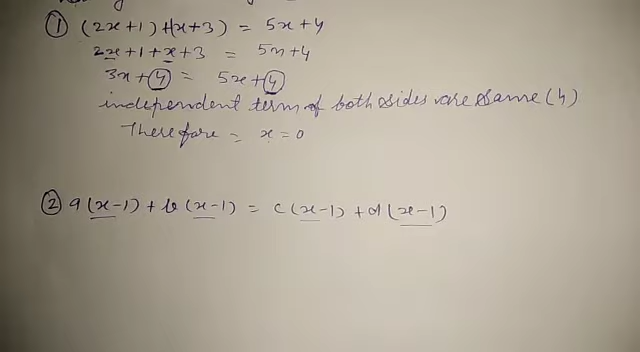 ① (2x+1)+(x+3) = 5x+4
2x+1+x+3 = 5x+4
3x+4 = 5x+4
independent term of both sides are same (4)
Therefore = x=0
② a(x-1)+b(x-1) = c(x-1)+d(x-1)